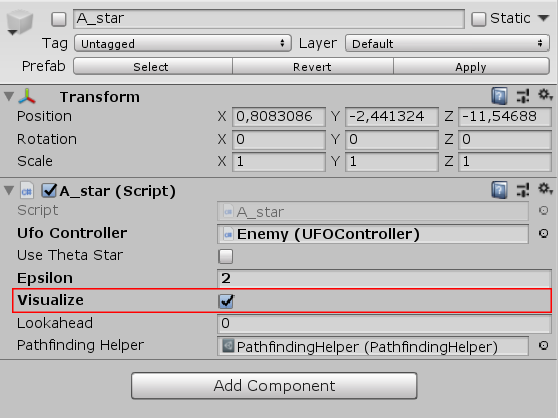 A_star Static
Tag Untagged Layer Default
Prefab Select Revert Apply
Transform
Position X 0,8083086 Y -2,441324 Z -11,54688
Rotation X 0 Y 0 Z 0
Scale X 1 Y 1 Z 1
A_star (Script)
Script A_star
Ufo Controller Enemy (UFOController)
Use Theta Star
Epsilon 2
Visualize
Lookahead 0
Pathfinding Helper PathfindingHelper (PathfindingHelper)
Add Component